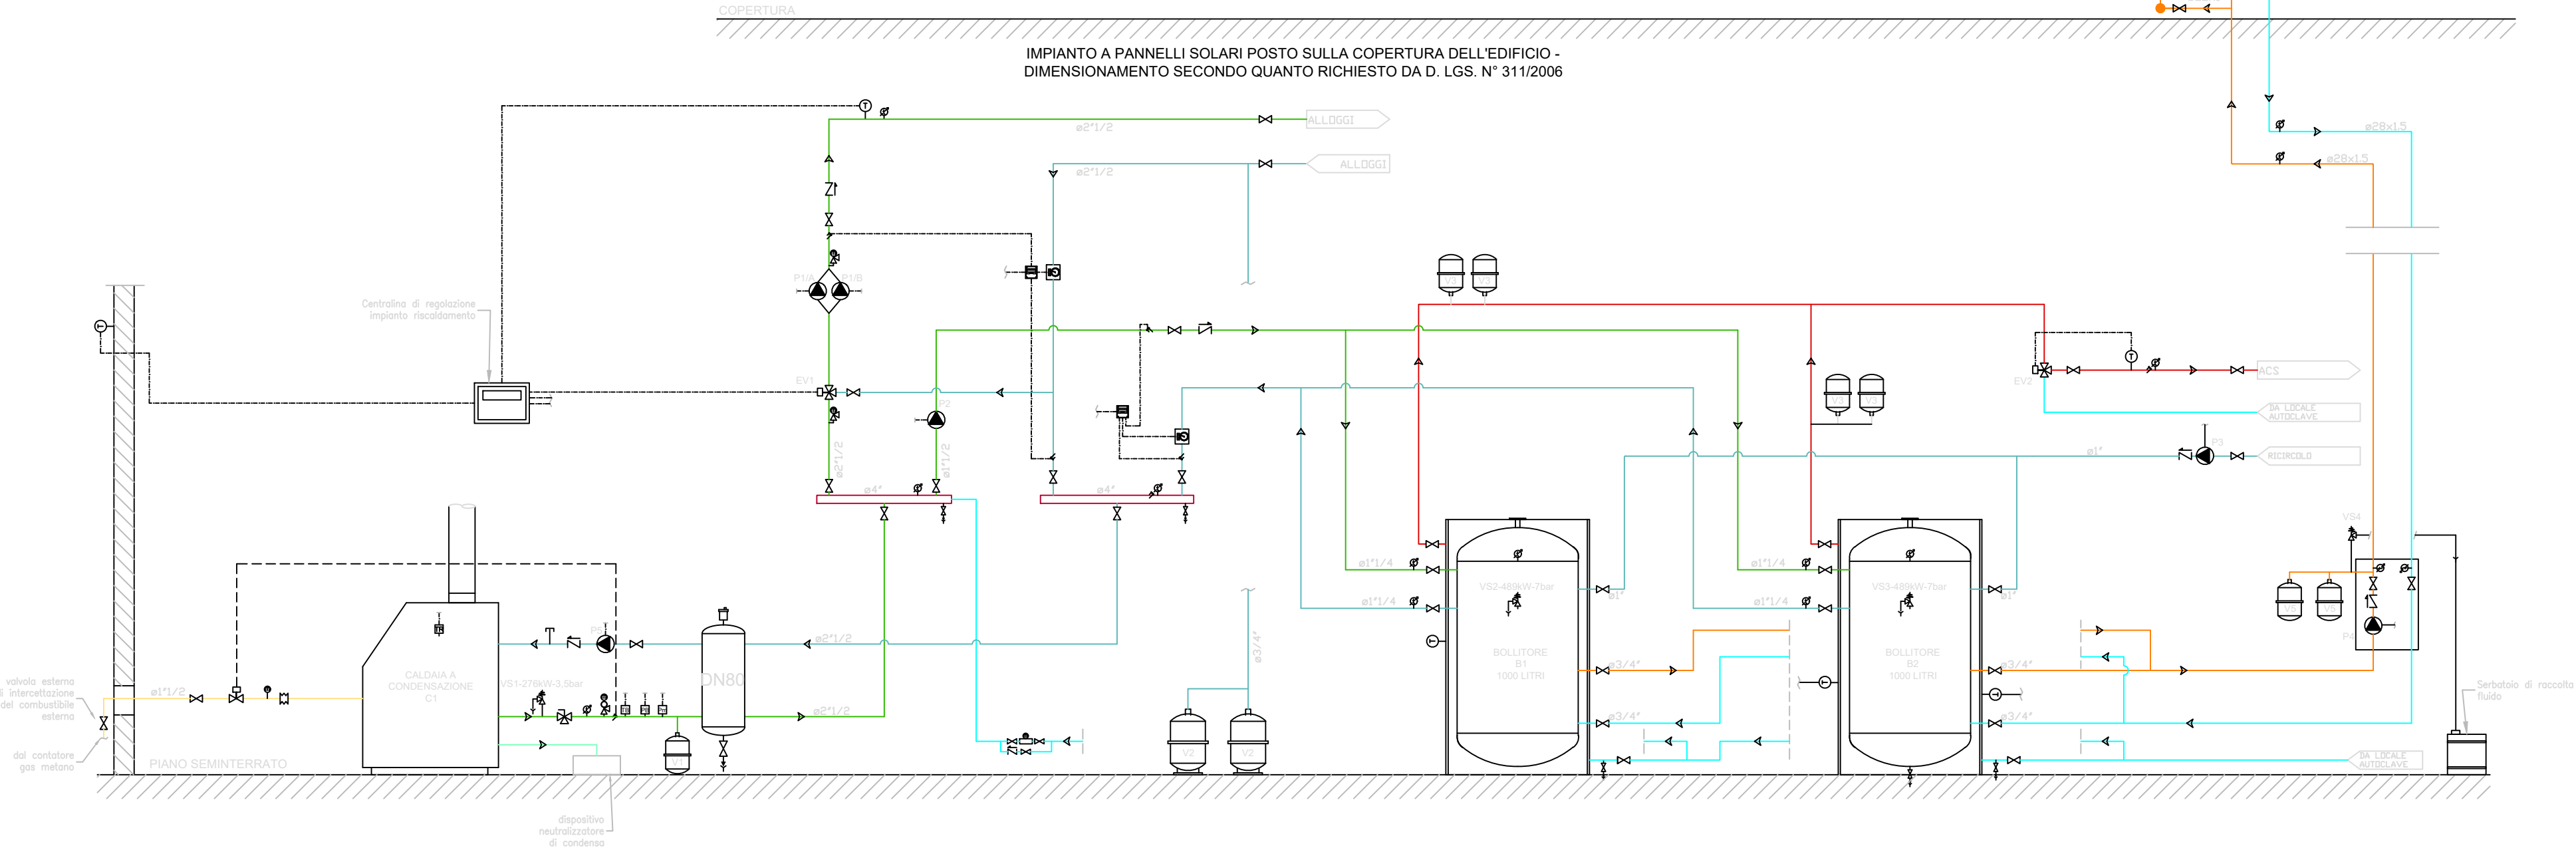 COPERTURA
IMPIANTO A PANNELLI SOLARI POSTO SULLA COPERTURA DELL'EDIFICIO -
DIMENSIONAMENTO SECONDO QUANTO RICHIESTO DA D. LGS. N° 311/2006
T
ø2"1/2
ALLOGGI
ø2"1/2
ALLOGGI
ø28x1.5
ø28x1.5
P1/A
P1/B
V3
V3
Centralina di regolazione
impianto riscaldamento
T
EV1
P2
ø2"1/2
ø1"1/2
T
EV2
ACS
V3
V3
DA LOCALE
AUTOCLAVE
ø1"
P3
RICIRCOLO
ø4"
ø4"
VS4
ø1"1/4
ø1"1/4
ø1"1/4
ø1"1/4
VS2-489kW-7bar
VS3-489kW-7bar
ø1"
ø1"
V5
V5
P4
P5
ø2"1/2
ø3/4"
CALDAIA A
CONDENSAZIONE
C1
VS1-276kW-3,5bar
DN80
BOLLITORE
B1
1000 LITRI
BOLLITORE
B2
1000 LITRI
ø3/4"
ø3/4"
T
T
T
valvola esterna
di intercettazione
del combustibile
esterna
ø1"1/2
ø2"1/2
ø3/4"
ø3/4"
Serbatoio di raccolta
fluido
dal contatore
gas metano
PIANO SEMINTERRATO
V1
V2
V2
DA LOCALE
AUTOCLAVE
dispositivo
neutralizzatore
di condensa